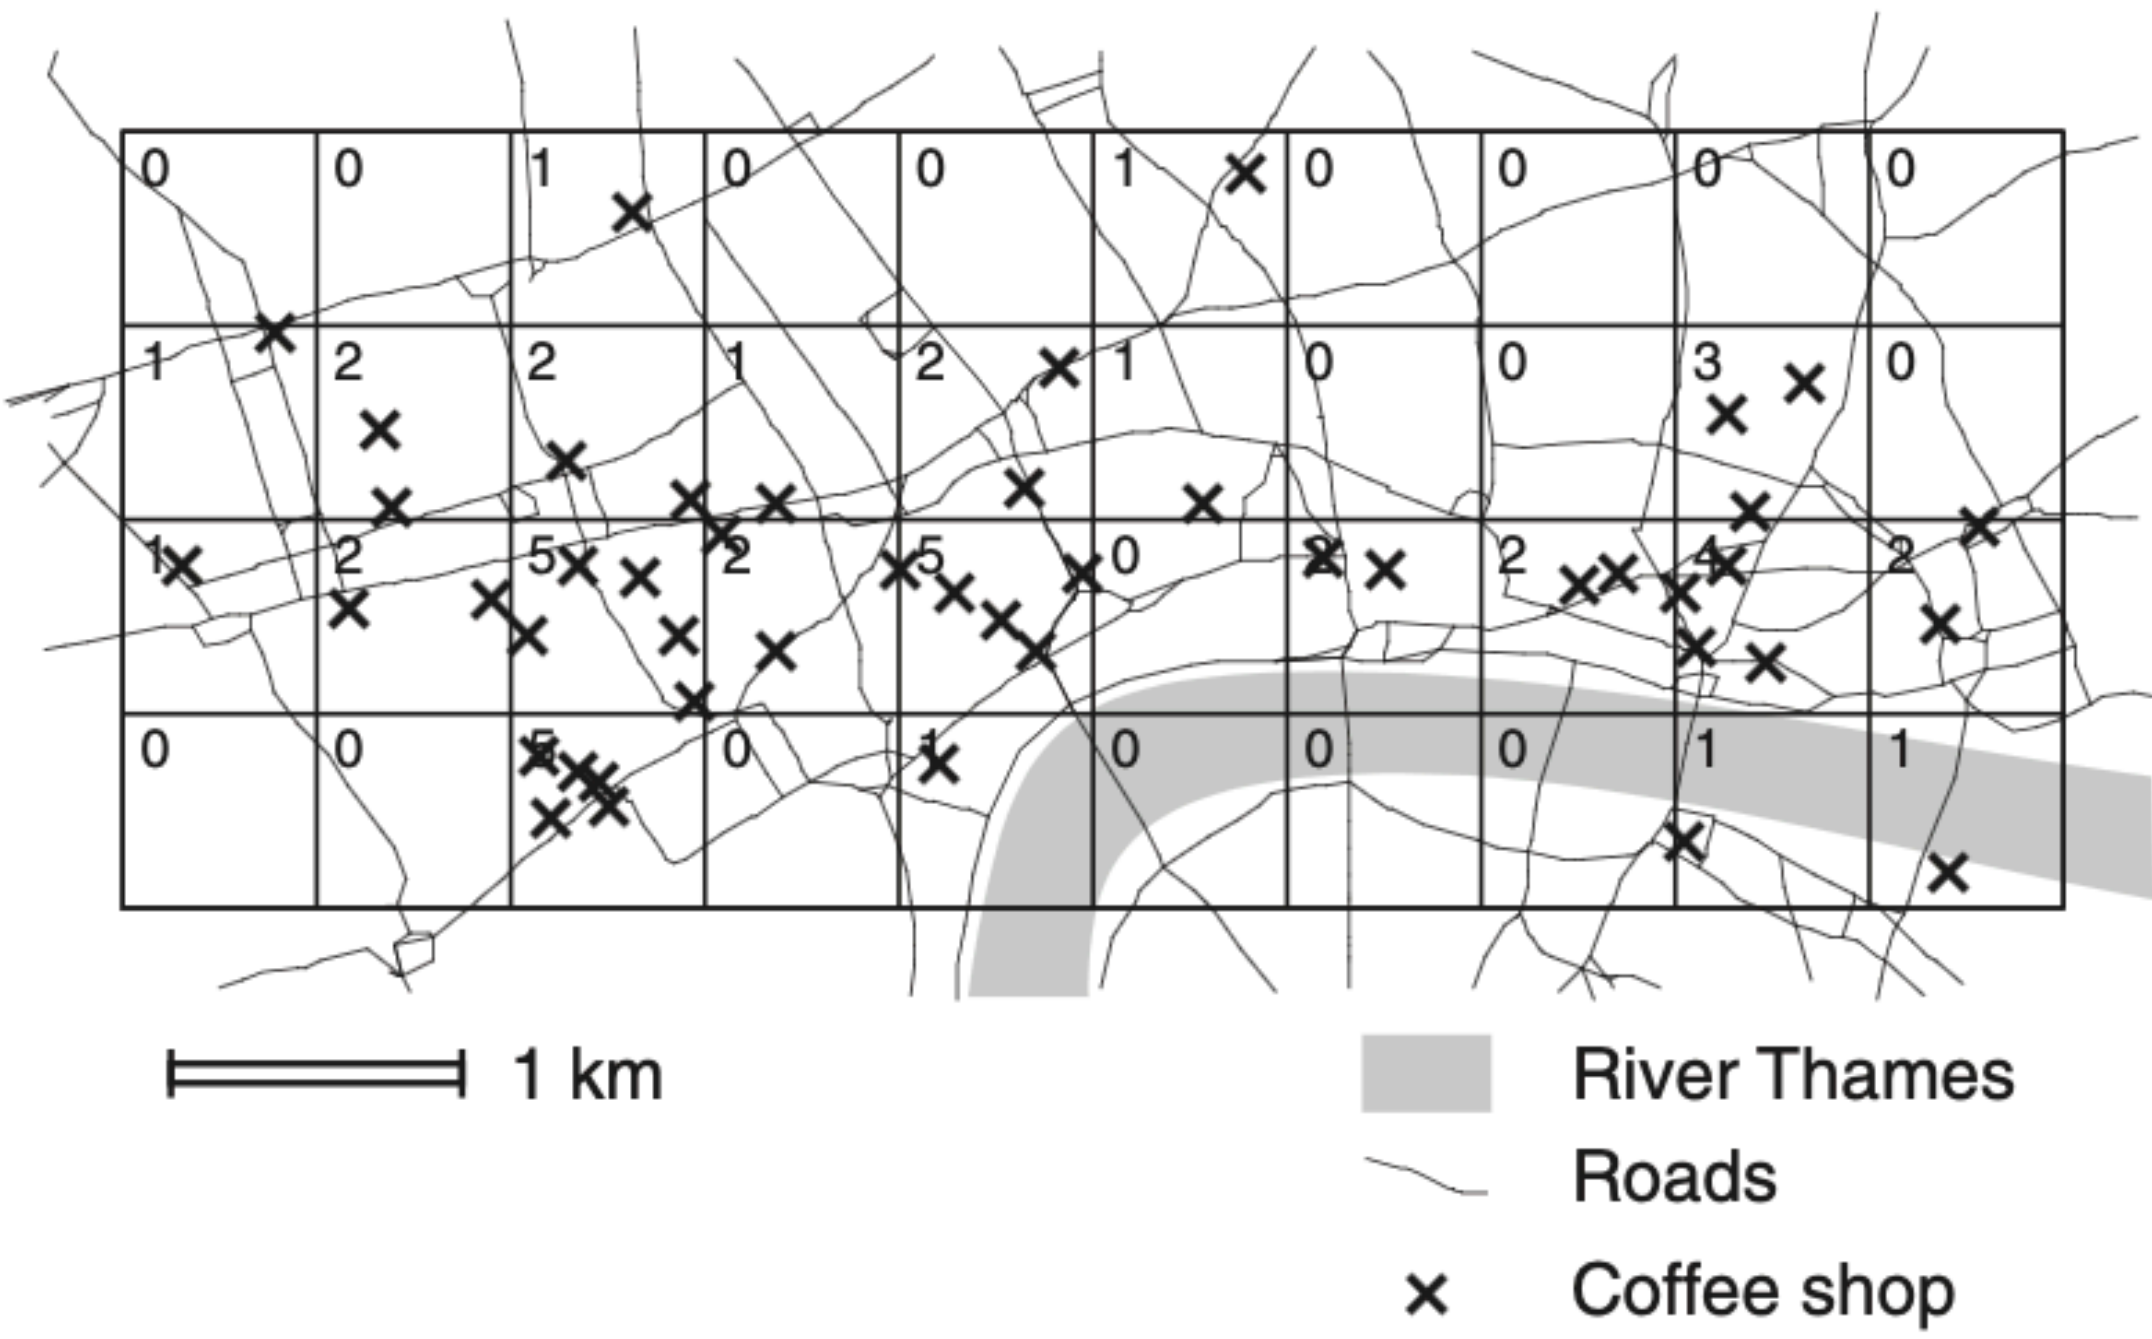 0 0 1 0 0 1 0 0 0 0
1 2 2 1 2 1 0 0 3 0
1 2 5 2 5 0 2 2 4 2
0 0 5 0 1 0 0 0 1 1
1 km
River Thames
Roads
Coffee shop